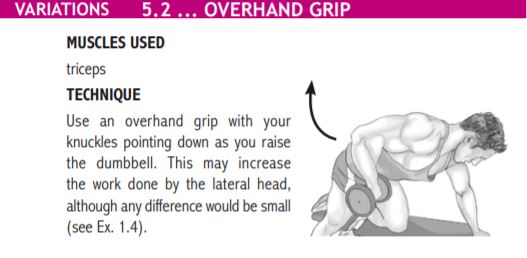 VARIATIONS 5.2 ... OVERHAND GRIP
MUSCLES USED
triceps
TECHNIQUE
Use an overhand grip with your
knuckles pointing down as you raise
the dumbbell. This may increase
the work done by the lateral head,
although any difference would be small
(see Ex. 1.4).